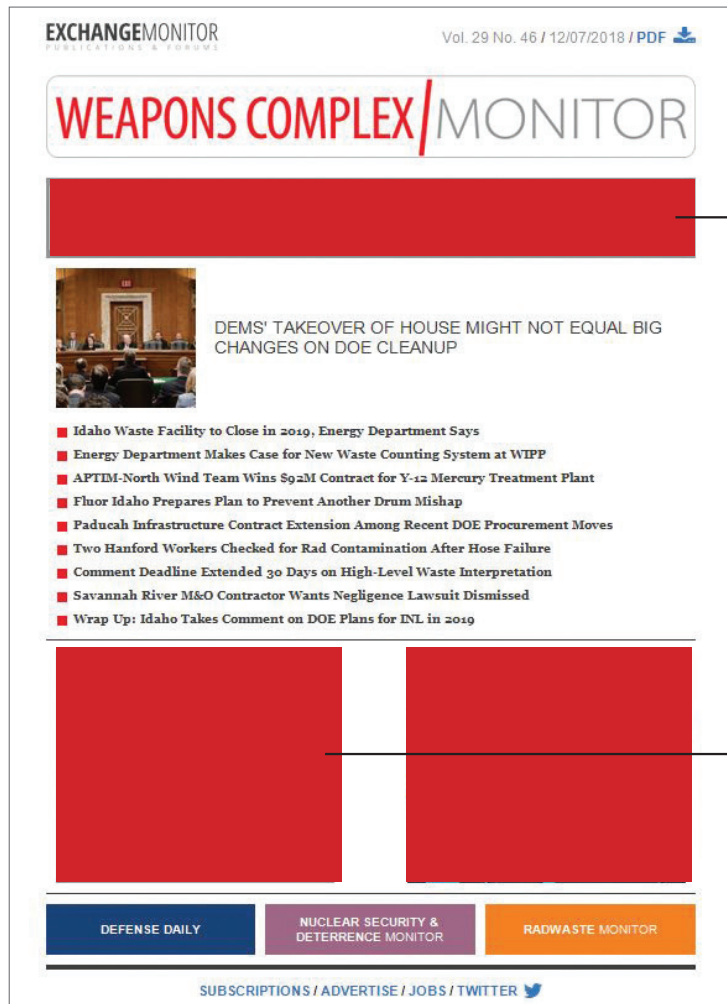 EXCHANGEMONITOR
PUBLICATIONS & FORUMS
Vol. 29 No. 46 / 12/07/2018 / PDF
WEAPONS COMPLEX/MONITOR
DEMS' TAKEOVER OF HOUSE MIGHT NOT EQUAL BIG
CHANGES ON DOE CLEANUP
Idaho Waste Facility to Close in 2019, Energy Department Says
Energy Department Makes Case for New Waste Counting System at WIPP
APTIM-North Wind Team Wins $92M Contract for Y-12 Mercury Treatment Plant
Fluor Idaho Prepares Plan to Prevent Another Drum Mishap
Paducah Infrastructure Contract Extension Among Recent DOE Procurement Moves
Two Hanford Workers Checked for Rad Contamination After Hose Failure
Comment Deadline Extended 30 Days on High-Level Waste Interpretation
Savannah River M&O Contractor Wants Negligence Lawsuit Dismissed
Wrap Up: Idaho Takes Comment on DOE Plans for INL in 2019
DEFENSE DAILY
NUCLEAR SECURITY &
DETERRENCE MONITOR
RADWASTE MONITOR
SUBSCRIPTIONS / ADVERTISE / JOBS / TWITTER